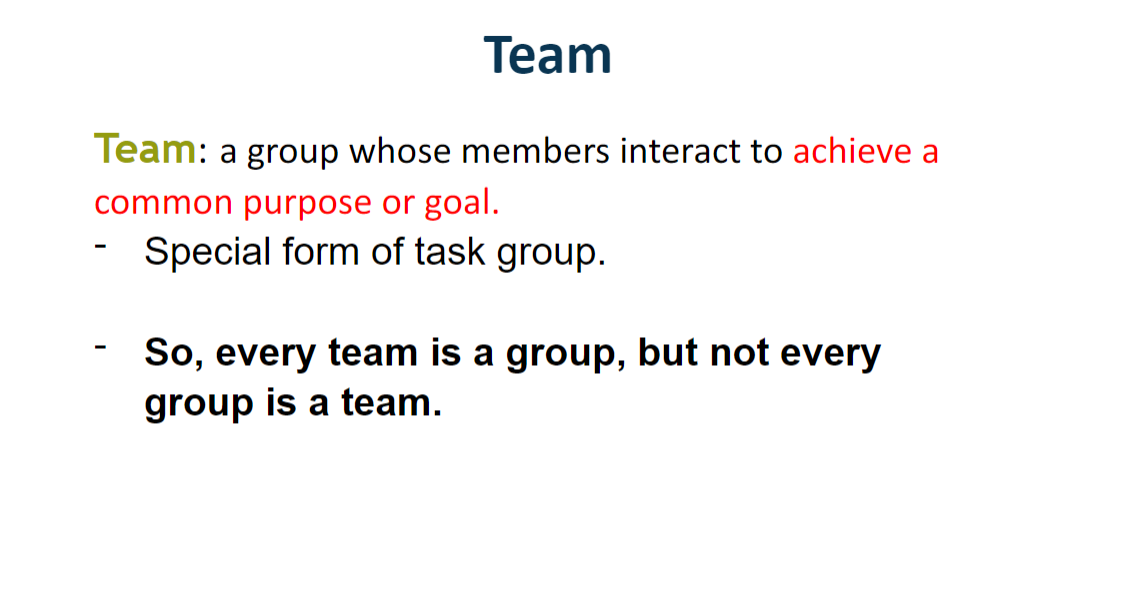 Team
Team: a group whose members interact to achieve a
common purpose or goal.
- Special form of task group.
- So, every team is a group, but not every
group is a team.